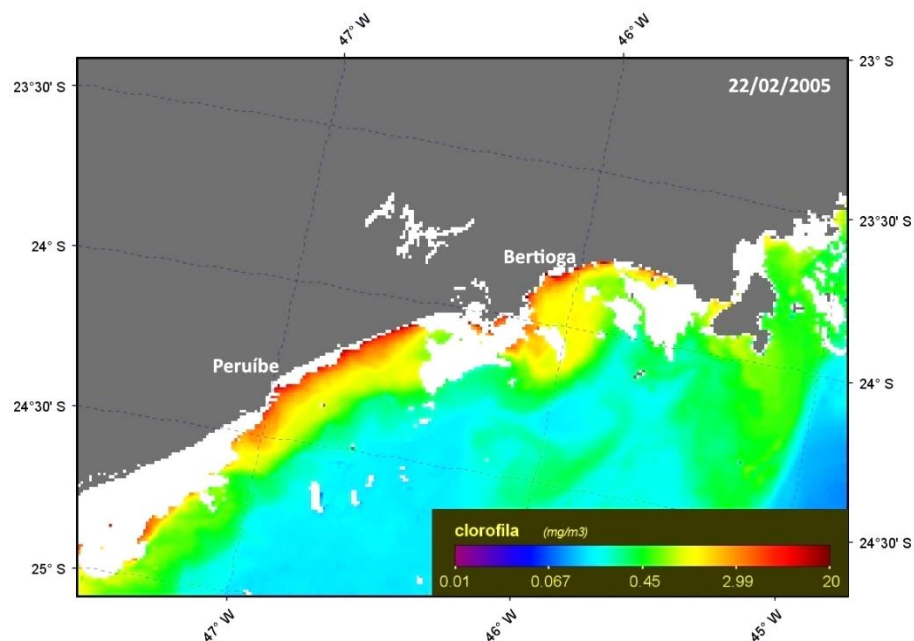 47° W
46° W
23°30' S
23° S
22/02/2005
24° S
23°30' S
Bertioga
Peruíbe
24°30' S
24° S
clorofila (mg/m3)
0.01 0.067 0.45 2.99 20
25° S
24°30' S
47° W
46° W
45° W